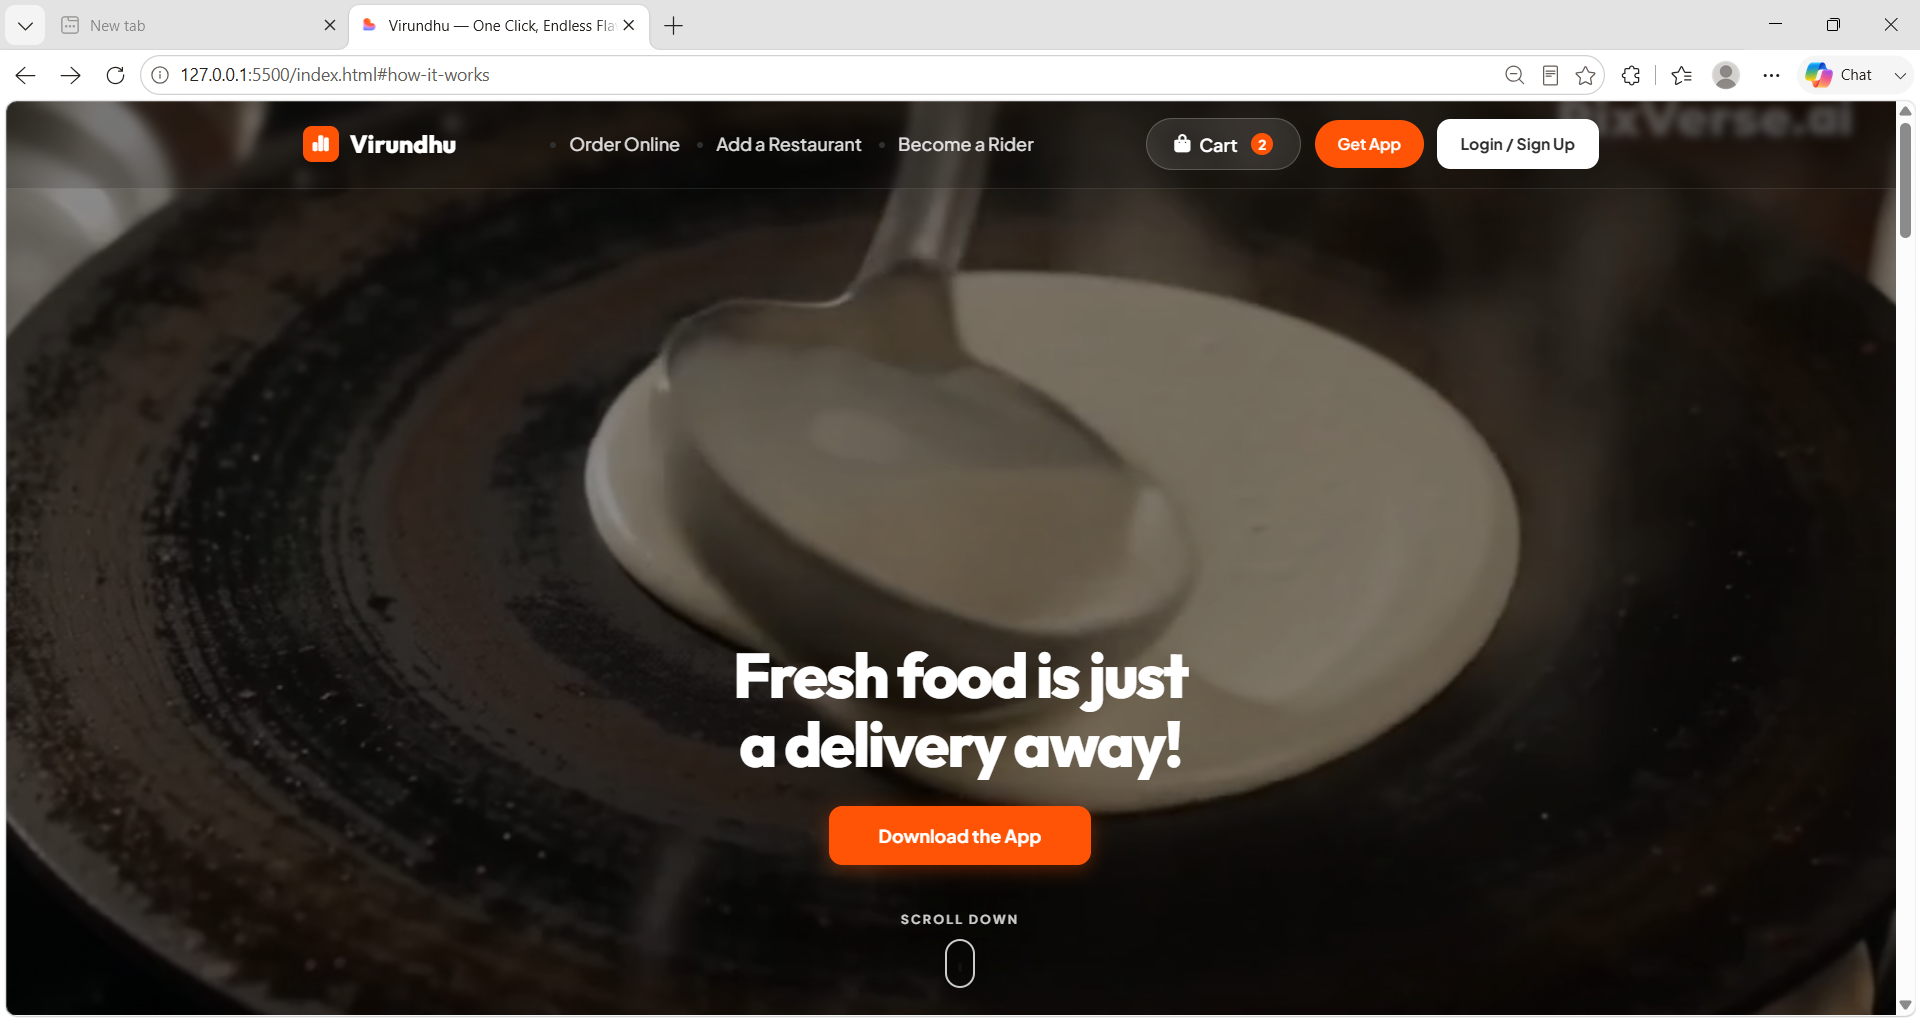 New tab
Virundhu — One Click, Endless Fla
127.0.0.1:5500/index.html#how-it-works
Chat
Virundhu
Order Online
Add a Restaurant
Become a Rider
Cart 2
Get App
Login / Sign Up
Fresh food is just
a delivery away!
Download the App
SCROLL DOWN